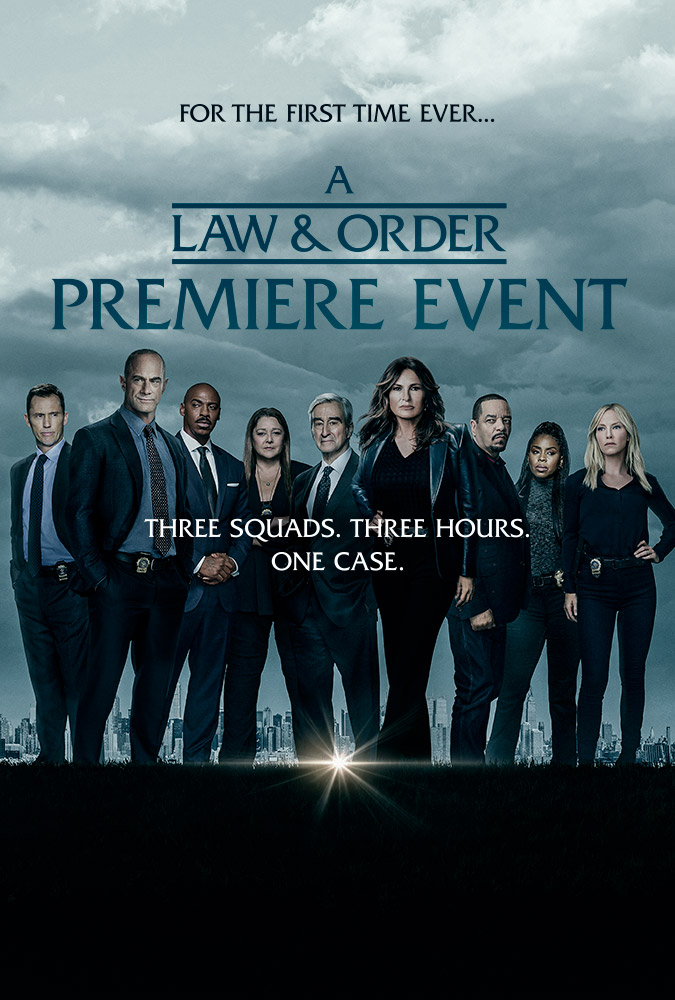 FOR THE FIRST TIME EVER...
A
LAW & ORDER
PREMIERE EVENT
THREE SQUADS. THREE HOURS.
ONE CASE.